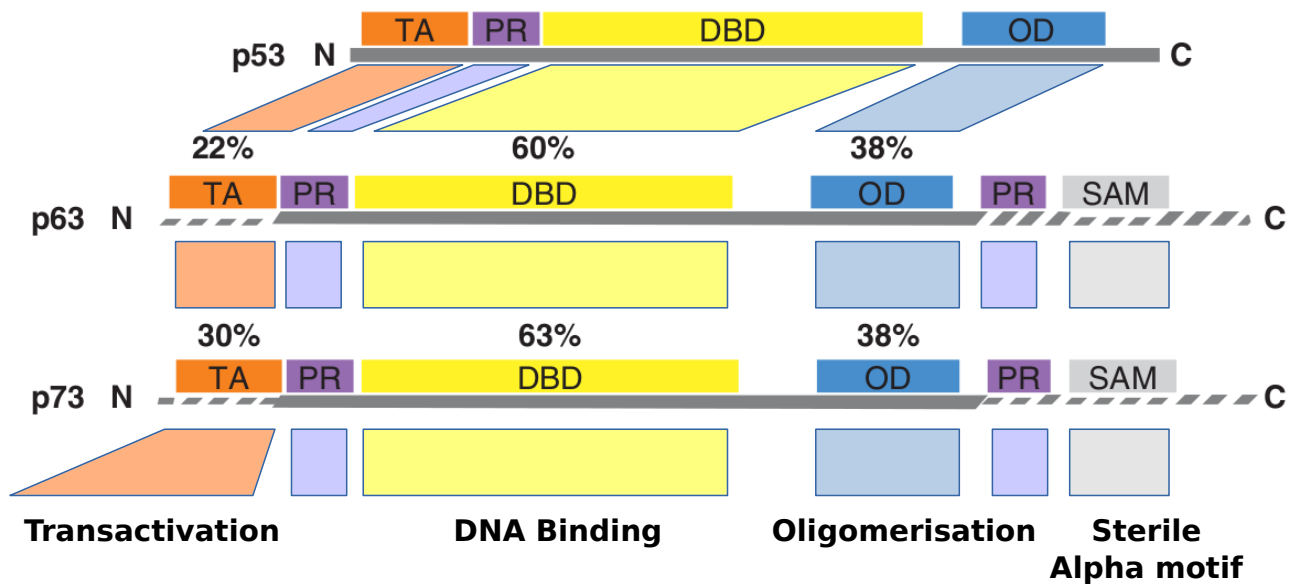 TA PR DBD OD
p53 N C
22% 60% 38%
TA PR DBD OD PR SAM
p63 N C
30% 63% 38%
TA PR DBD OD PR SAM
p73 N C
Transactivation DNA Binding Oligomerisation Sterile
Alpha motif